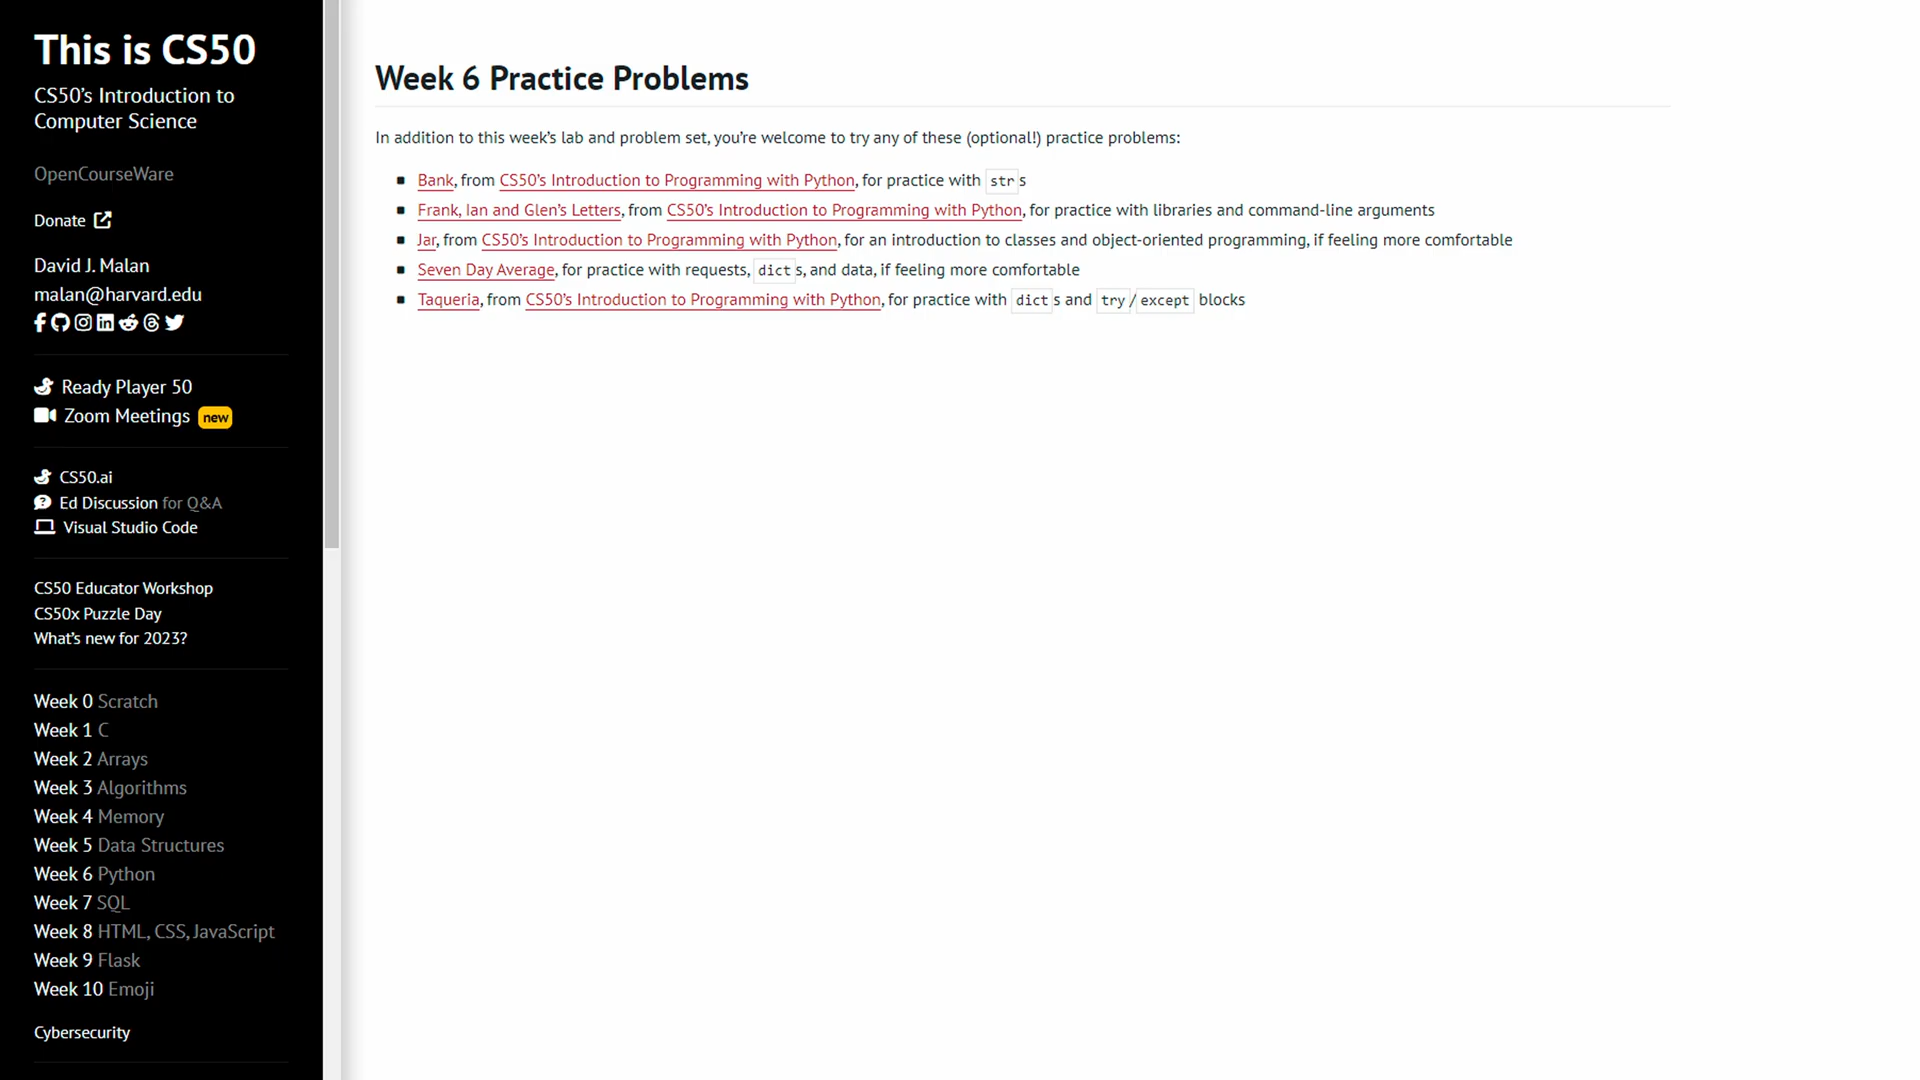 This is CS50
CS50's Introduction to
Computer Science
OpenCourseWare
Donate
David J. Malan
malan@harvard.edu
Ready Player 50
Zoom Meetings new
CS50.ai
Ed Discussion for Q&A
Visual Studio Code
CS50 Educator Workshop
CS50x Puzzle Day
What's new for 2023?
Week 0 Scratch
Week 1 C
Week 2 Arrays
Week 3 Algorithms
Week 4 Memory
Week 5 Data Structures
Week 6 Python
Week 7 SQL
Week 8 HTML, CSS, JavaScript
Week 9 Flask
Week 10 Emoji
Cybersecurity
Week 6 Practice Problems
In addition to this week's lab and problem set, you're welcome to try any of these (optional!) practice problems:
Bank, from CS50's Introduction to Programming with Python, for practice with strs
Frank, Ian and Glen's Letters, from CS50's Introduction to Programming with Python, for practice with libraries and command-line arguments
Jar, from CS50's Introduction to Programming with Python, for an introduction to classes and object-oriented programming, if feeling more comfortable
Seven Day Average, for practice with requests, dicts, and data, if feeling more comfortable
Taqueria, from CS50's Introduction to Programming with Python, for practice with dicts and try/except blocks